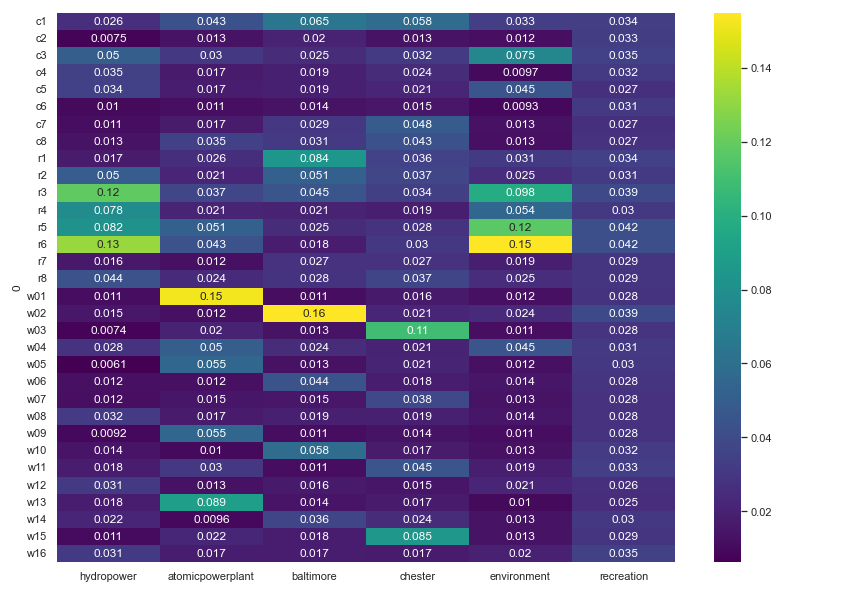 c1 0.026 0.043 0.065 0.058 0.033 0.034
c2 0.0075 0.013 0.02 0.013 0.012 0.033
c3 0.05 0.03 0.025 0.032 0.075 0.035
c4 0.035 0.017 0.019 0.024 0.0097 0.032
c5 0.034 0.017 0.019 0.021 0.045 0.027
c6 0.01 0.011 0.014 0.015 0.0093 0.031
c7 0.011 0.017 0.029 0.048 0.013 0.027
c8 0.013 0.035 0.031 0.043 0.013 0.027
r1 0.017 0.026 0.084 0.036 0.031 0.034
r2 0.05 0.021 0.051 0.037 0.025 0.031
r3 0.12 0.037 0.045 0.034 0.098 0.039
r4 0.078 0.021 0.021 0.019 0.054 0.03
r5 0.082 0.051 0.025 0.028 0.12 0.042
r6 0.13 0.043 0.018 0.03 0.15 0.042
r7 0.016 0.012 0.027 0.027 0.019 0.029
r8 0.044 0.024 0.028 0.037 0.025 0.029
0
w01 0.011 0.15 0.011 0.016 0.012 0.028
w02 0.015 0.012 0.16 0.021 0.024 0.039
w03 0.0074 0.02 0.013 0.11 0.011 0.028
w04 0.028 0.05 0.024 0.021 0.045 0.031
w05 0.0061 0.055 0.013 0.021 0.012 0.03
w06 0.012 0.012 0.044 0.018 0.014 0.028
w07 0.012 0.015 0.015 0.038 0.013 0.028
w08 0.032 0.017 0.019 0.019 0.014 0.028
w09 0.0092 0.055 0.011 0.014 0.011 0.028
w10 0.014 0.01 0.058 0.017 0.013 0.032
w11 0.018 0.03 0.011 0.045 0.019 0.033
w12 0.031 0.013 0.016 0.015 0.021 0.026
w13 0.018 0.089 0.014 0.017 0.01 0.025
w14 0.022 0.0096 0.036 0.024 0.013 0.03
w15 0.011 0.022 0.018 0.085 0.013 0.029
w16 0.031 0.017 0.017 0.017 0.02 0.035
hydropower atomicpowerplant baltimore chester environment recreation
0.14
0.12
0.10
0.08
0.06
0.04
0.02